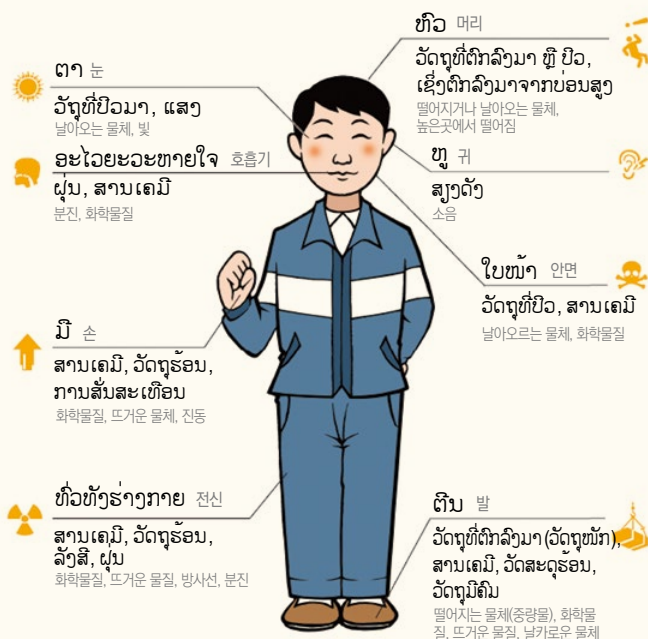 ຫົວ 머리
ວັດຖຸທີ່ຕົກລົງມາ ຫຼື ປິວ,
ເຊິ່ງຕົກລົງມາຈາກບ່ອນສູງ
떨어지거나 날아오는 물체,
높은곳에서 떨어짐
ຕາ 눈
ວັຖຸທີ່ປິວມາ, ແສງ
날아오는 물체, 빛
ອະໄວຍະວະຫາຍໃຈ 호흡기
ຝຸ່ນ, ສານເຄມີ
분진, 화학물질
ຫູ 귀
ສຽງດັງ
소음
ໃບໜ້າ 안면
ວັດຖຸທີ່ປິວ, ສານເຄມີ
날아오르는 물체, 화학물질
ມື 손
ສານເຄມີ, ວັດຖຸຮ້ອນ,
ການສັ່ນສະເທືອນ
화학물질, 뜨거운 물체, 진동
ທົ່ວທັງຮ່າງກາຍ 전신
ສານເຄມີ, ວັດຖຸຮ້ອນ,
ລັງສີ, ຝຸ່ນ
화학물질, 뜨거운 물질, 방사선, 분진
ຕີນ 발
ວັດຖຸທີ່ຕົກລົງມາ (ວັດຖຸໜັກ),
ສານເຄມີ, ວັດສະດຸຮ້ອນ,
ວັດຖຸມີຄົມ
떨어지는 물체(중량물), 화학물
질, 뜨거운 물질, 날카로운 물체